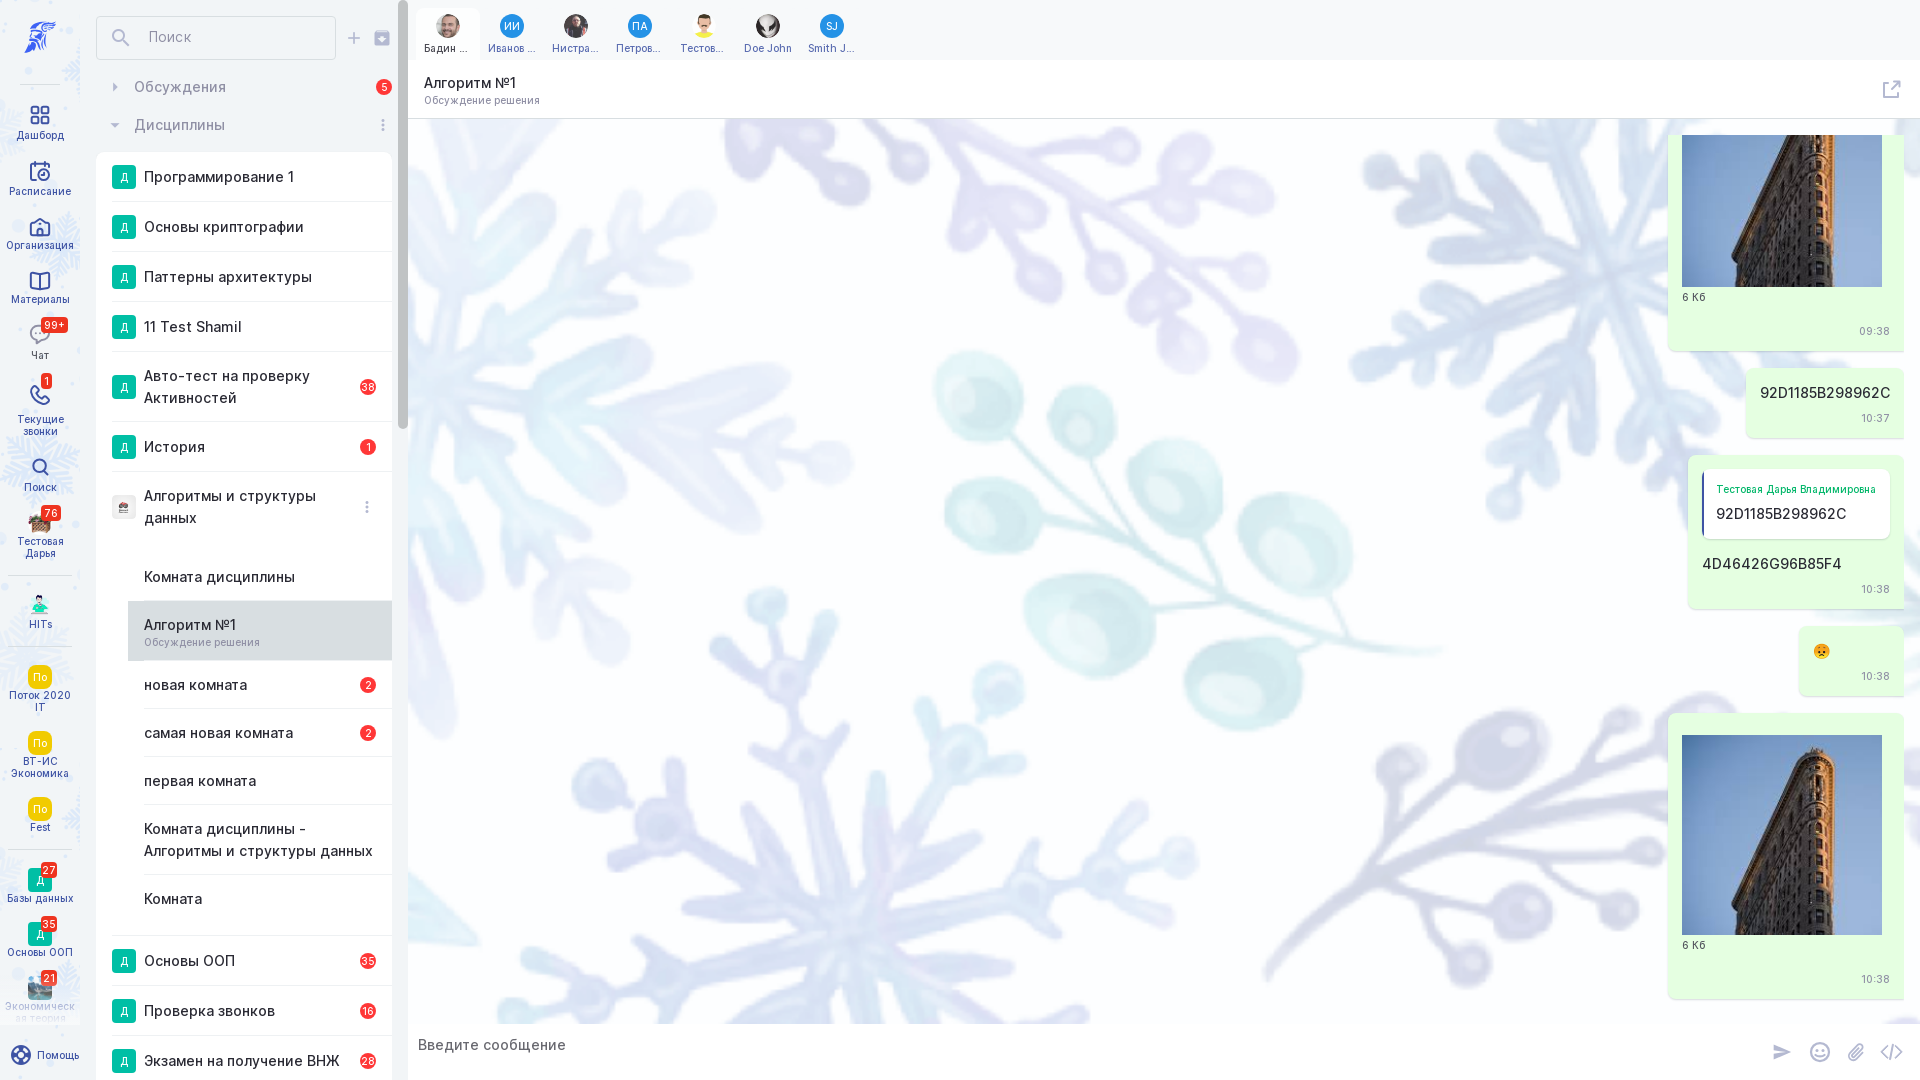 Дашборд
Расписание
Организация
Материалы
99+
Чат
1
Текущие
звонки
Поиск
76
Тестовая
Дарья
HITs
По
Поток 2020
IT
По
ВТ-ИС
Экономика
По
Fest
27
Д
Базы данных
35
Д
Основы ООП
21
Экономическ
ая теория
Помощь
Поиск
Обсуждения
5
Дисциплины
Д
Программирование 1
Д
Основы криптографии
Д
Паттерны архитектуры
Д
11 Test Shamil
Д
Авто-тест на проверку
Активностей
38
Д
История
1
Алгоритмы и структуры
данных
Комната дисциплины
Алгоритм №1
Обсуждение решения
новая комната
2
самая новая комната
2
первая комната
Комната дисциплины -
Алгоритмы и структуры данных
Комната
Д
Основы ООП
35
Д
Проверка звонков
16
Д
Экзамен на получение ВНЖ
28
Бадин ...
ИИ
Иванов ...
Нистра...
ПА
Петров...
Тестов...
Doe John
SJ
Smith J...
Алгоритм №1
Обсуждение решения
6 Кб
09:38
92D1185B298962C
10:37
Тестовая Дарья Владимировна
92D1185B298962C
4D46426G96B85F4
10:38
10:38
6 Кб
10:38
Введите сообщение